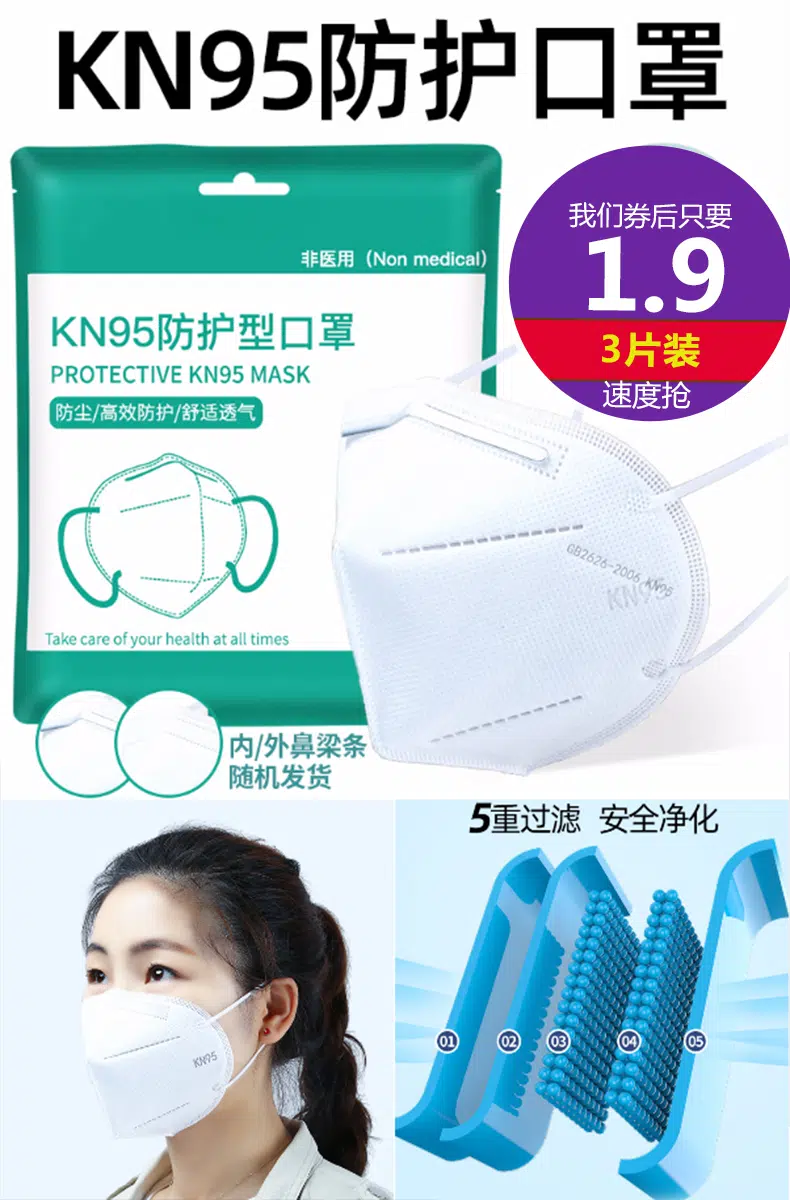 KN95防护口罩
非医用（Non medical）
我们券后只要
1.9
3片装
速度抢
KN95防护型口罩
PROTECTIVE KN95 MASK
防尘/高效防护/舒适透气
GB2626-2006 KN95
KN95
Take care of your health at all times
内/外鼻梁条
随机发货
5重过滤 安全净化
KN95
01
02
03
04
05